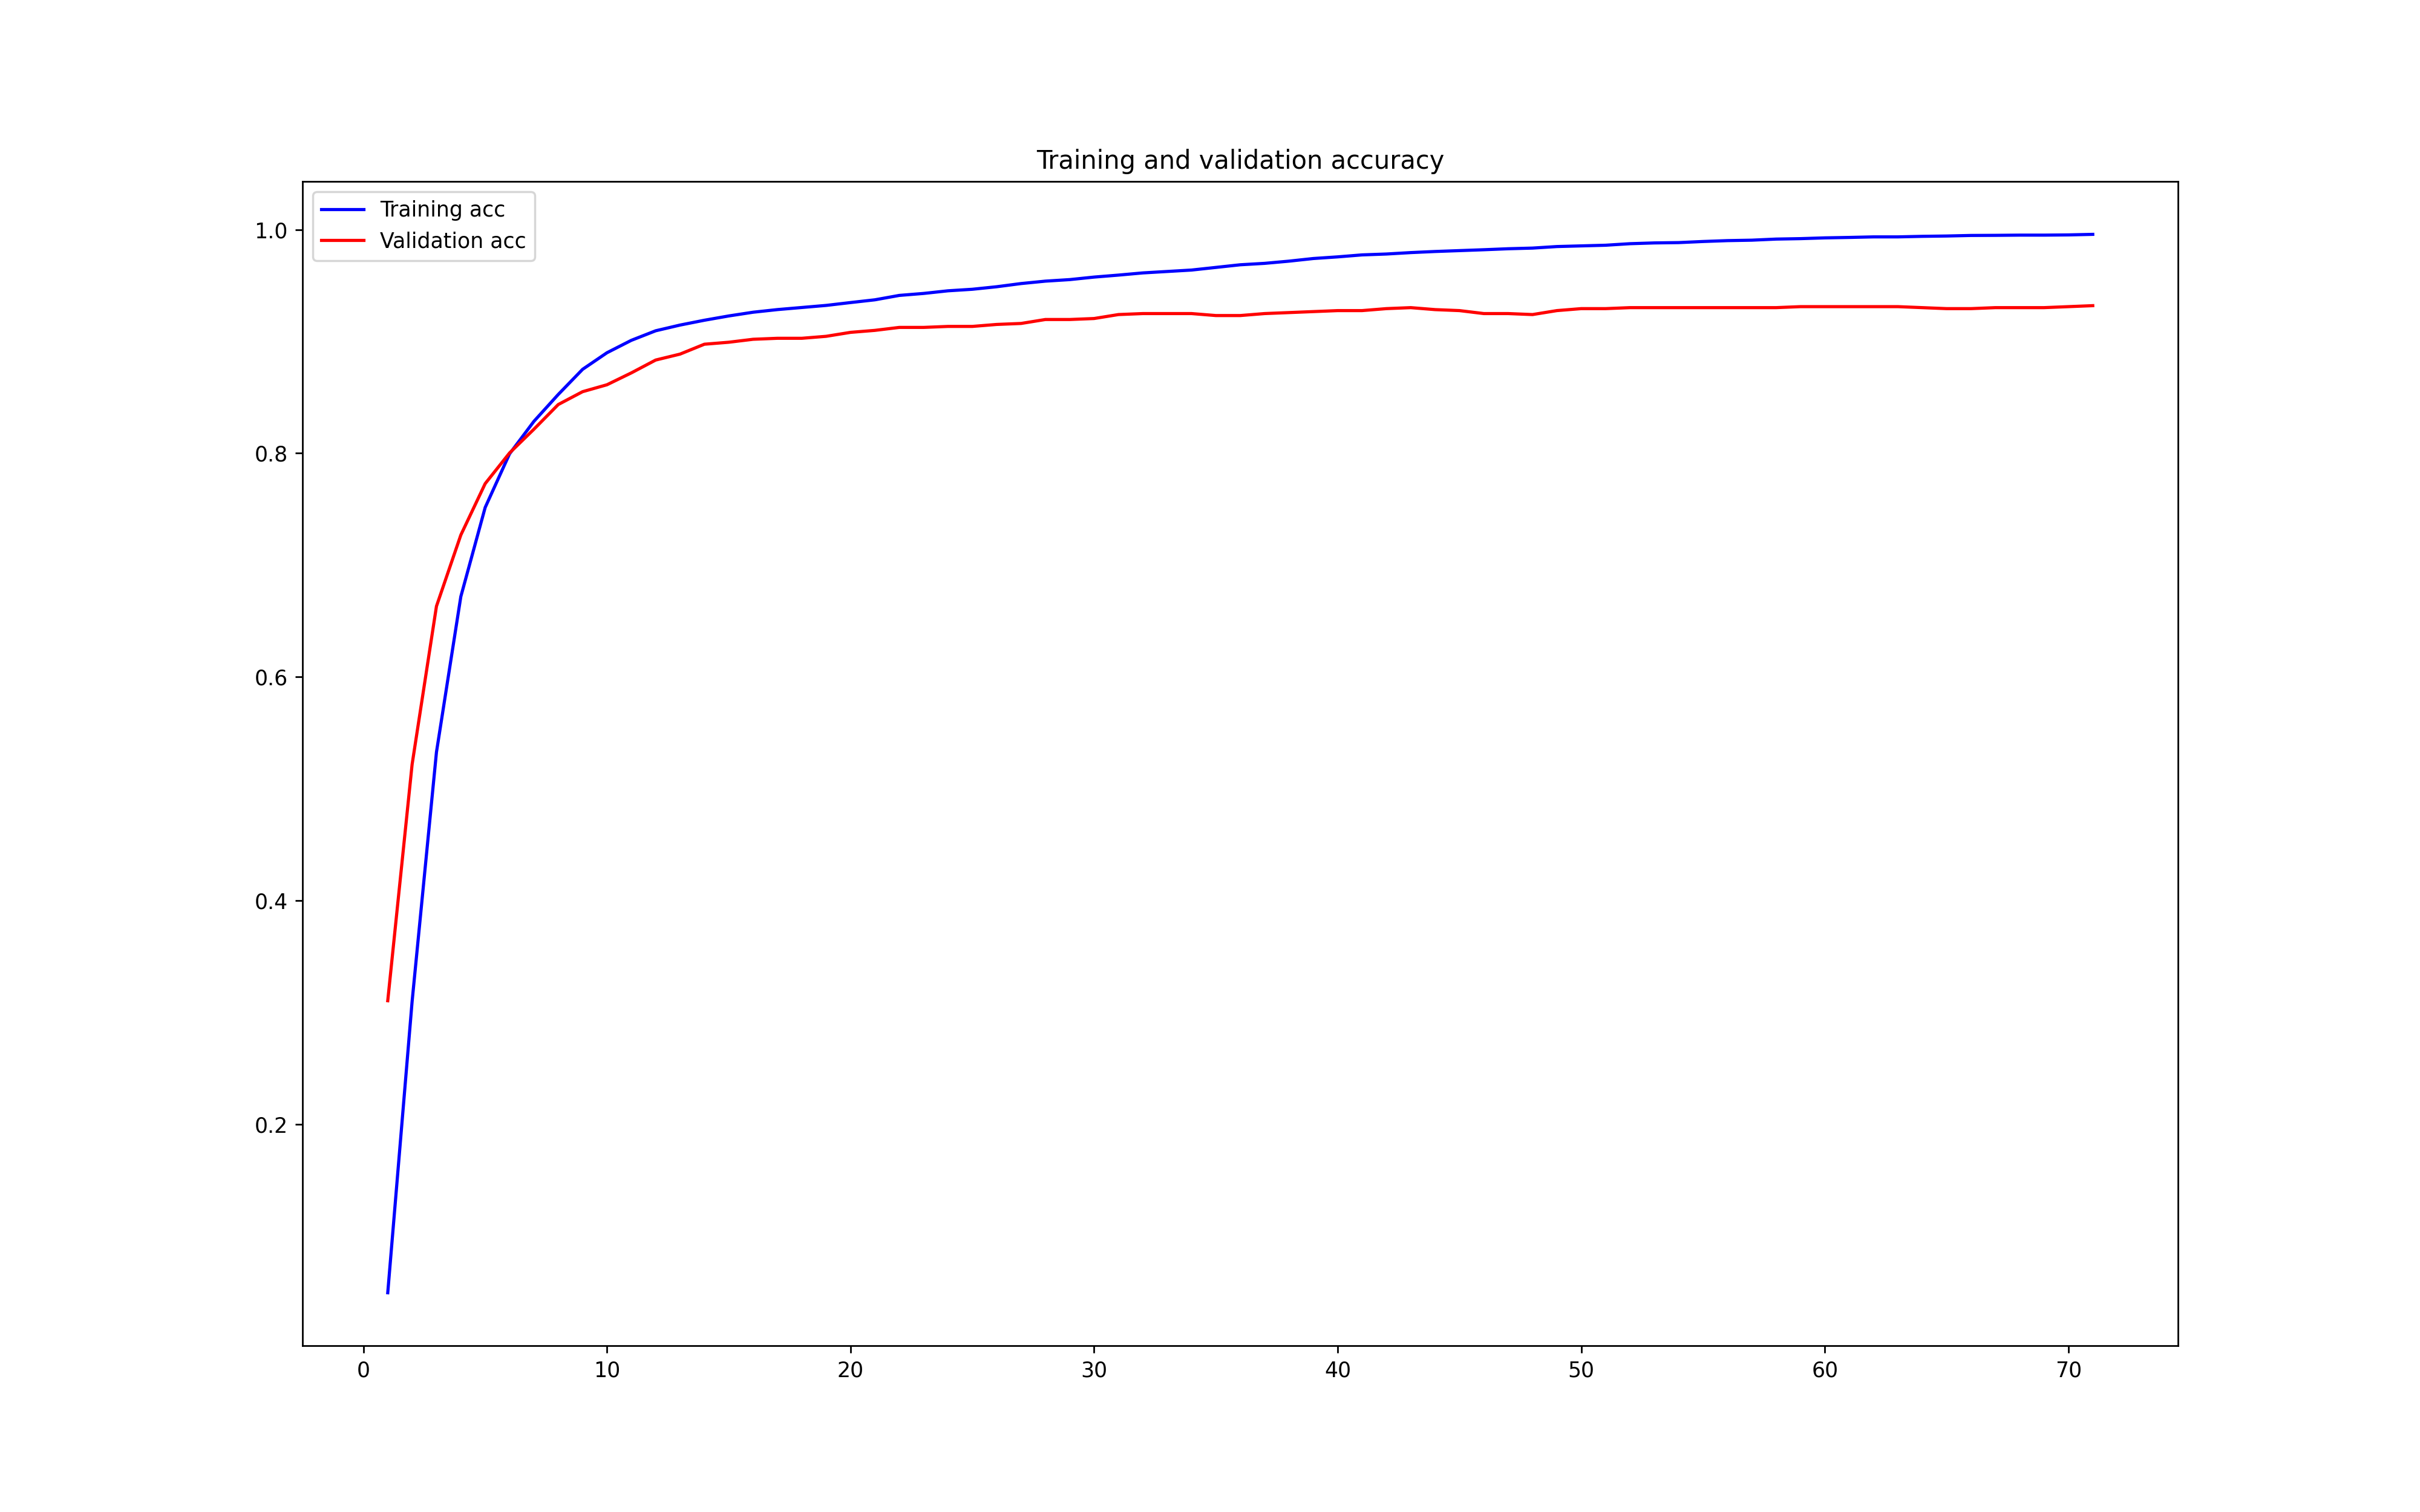 Training and validation accuracy
Training acc
Validation acc
1.0
0.8
0.6
0.4
0.2
0 10 20 30 40 50 60 70